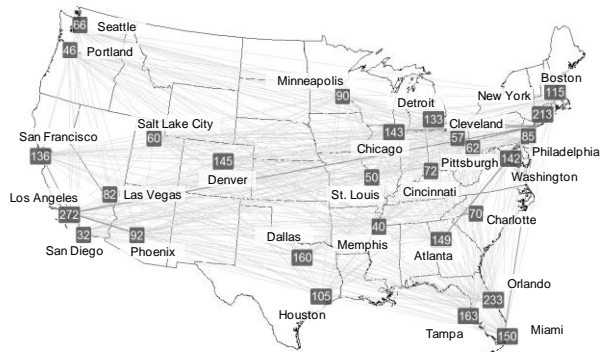 66 Seattle
46 Portland
Minneapolis
90
Boston
115
New York
213
Detroit
133
Cleveland
57
62
85
Philadelphia
Salt Lake City
60
San Francisco
136
143
Chicago
Pittsburgh
142
Washington
145
Denver
72
Cincinnati
50
St. Louis
82 Las Vegas
Los Angeles
272
32
San Diego
92
Phoenix
70
Charlotte
40
Memphis
149
Atlanta
Dallas
160
105
Houston
Orlando
233
163
Tampa
Miami
150